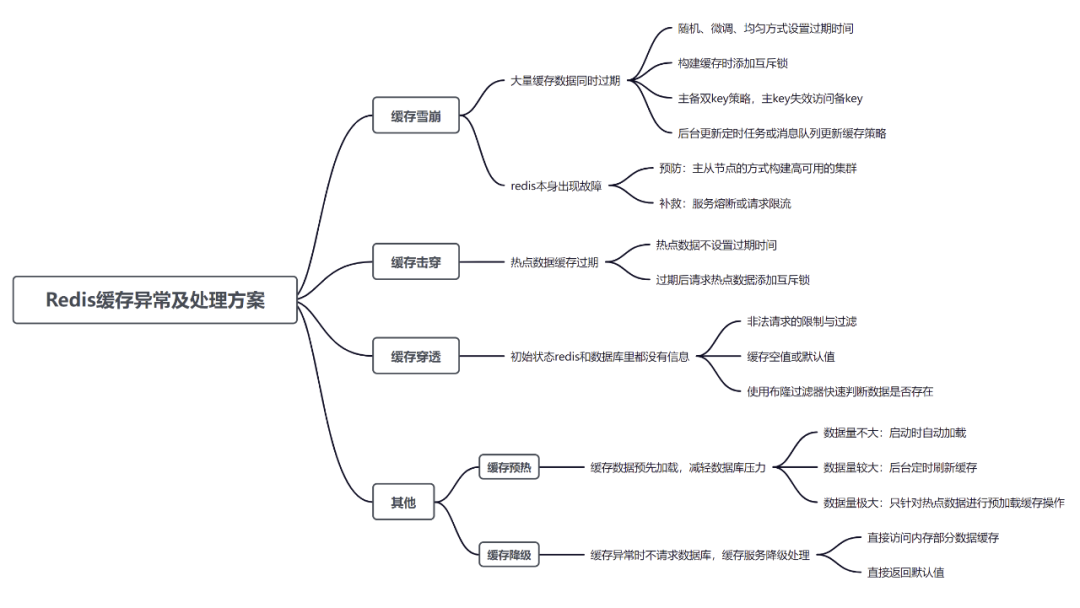 Redis缓存异常及处理方案
缓存雪崩
大量缓存数据同时过期
随机、微调、均匀方式设置过期时间
构建缓存时添加互斥锁
主备双key策略，主key失效访问备key
后台更新定时任务或消息队列更新缓存策略
redis本身出现故障
预防：主从节点的方式构建高可用的集群
补救：服务熔断或请求限流
缓存击穿
热点数据缓存过期
热点数据不设置过期时间
过期后请求热点数据添加互斥锁
缓存穿透
初始状态redis和数据库里都没有信息
非法请求的限制与过滤
缓存空值或默认值
使用布隆过滤器快速判断数据是否存在
其他
缓存预热
缓存数据预先加载，减轻数据库压力
数据量不大：启动时自动加载
数据量较大：后台定时刷新缓存
数据量极大：只针对热点数据进行预加载缓存操作
缓存降级
缓存异常时不请求数据库，缓存服务降级处理
直接访问内存部分数据缓存
直接返回默认值